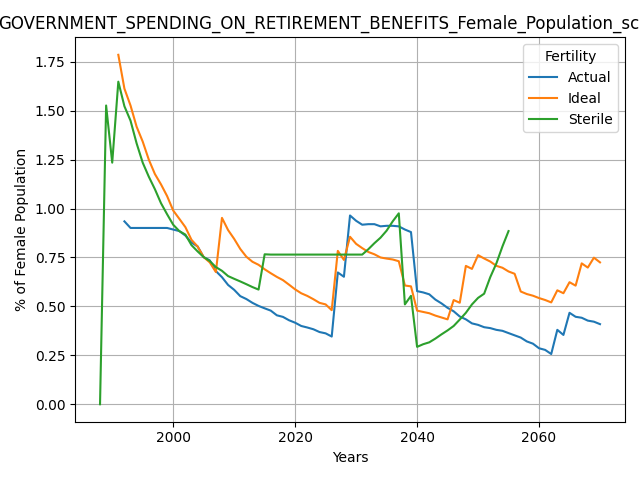 GOVERNMENT_SPENDING_ON_RETIREMENT_BENEFITS_Female_Population_sc
Fertility
Actual
Ideal
Sterile
% of Female Population
1.75
1.50
1.25
1.00
0.75
0.50
0.25
0.00
2000 2020 2040 2060
Years